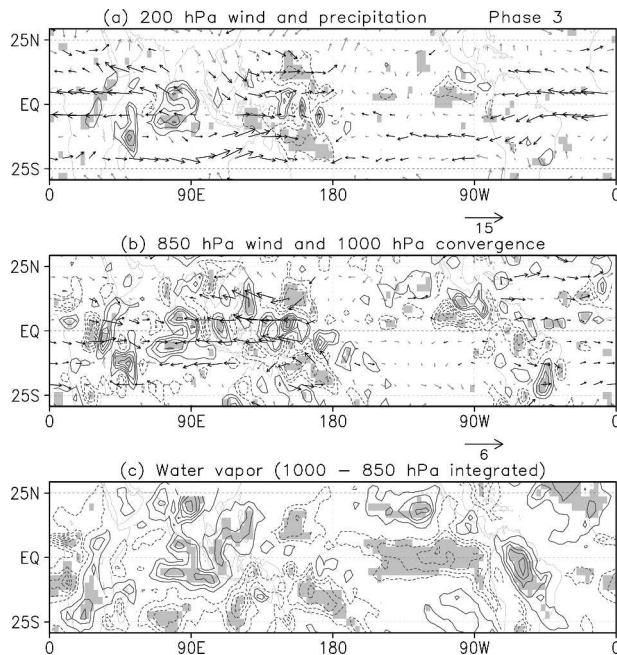 (a) 200 hPa wind and precipitation Phase 3
25N
EQ
25S
0 90E 180 90W 0
15
(b) 850 hPa wind and 1000 hPa convergence
25N
EQ
25S
0 90E 180 90W 0
6
(c) Water vapor (1000 – 850 hPa integrated)
25N
EQ
25S
0 90E 180 90W 0